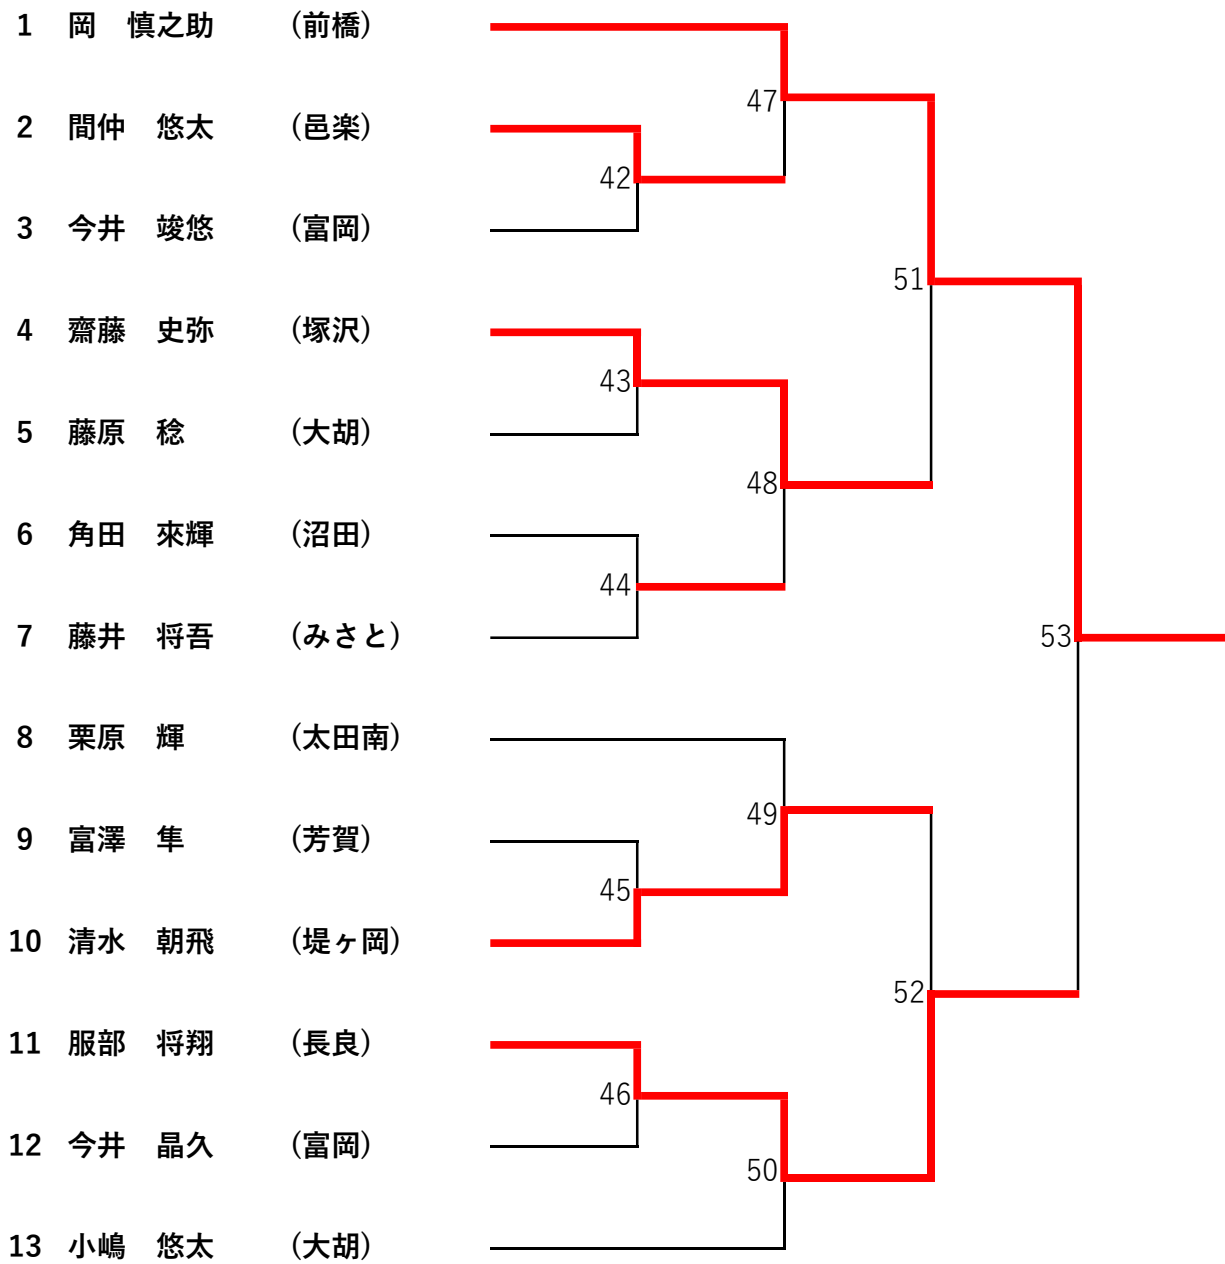 1 岡　慎之助 (前橋)
47
2 間仲　悠太 (邑楽)
42
3 今井　竣悠 (富岡)
51
4 齋藤　史弥 (塚沢)
43
5 藤原　稔 (大胡)
48
6 角田　來輝 (沼田)
44
7 藤井　将吾 (みさと)
53
8 栗原　輝 (太田南)
49
9 富澤　隼 (芳賀)
45
10 清水　朝飛 (堤ヶ岡)
52
11 服部　将翔 (長良)
46
12 今井　晶久 (富岡)
50
13 小嶋　悠太 (大胡)